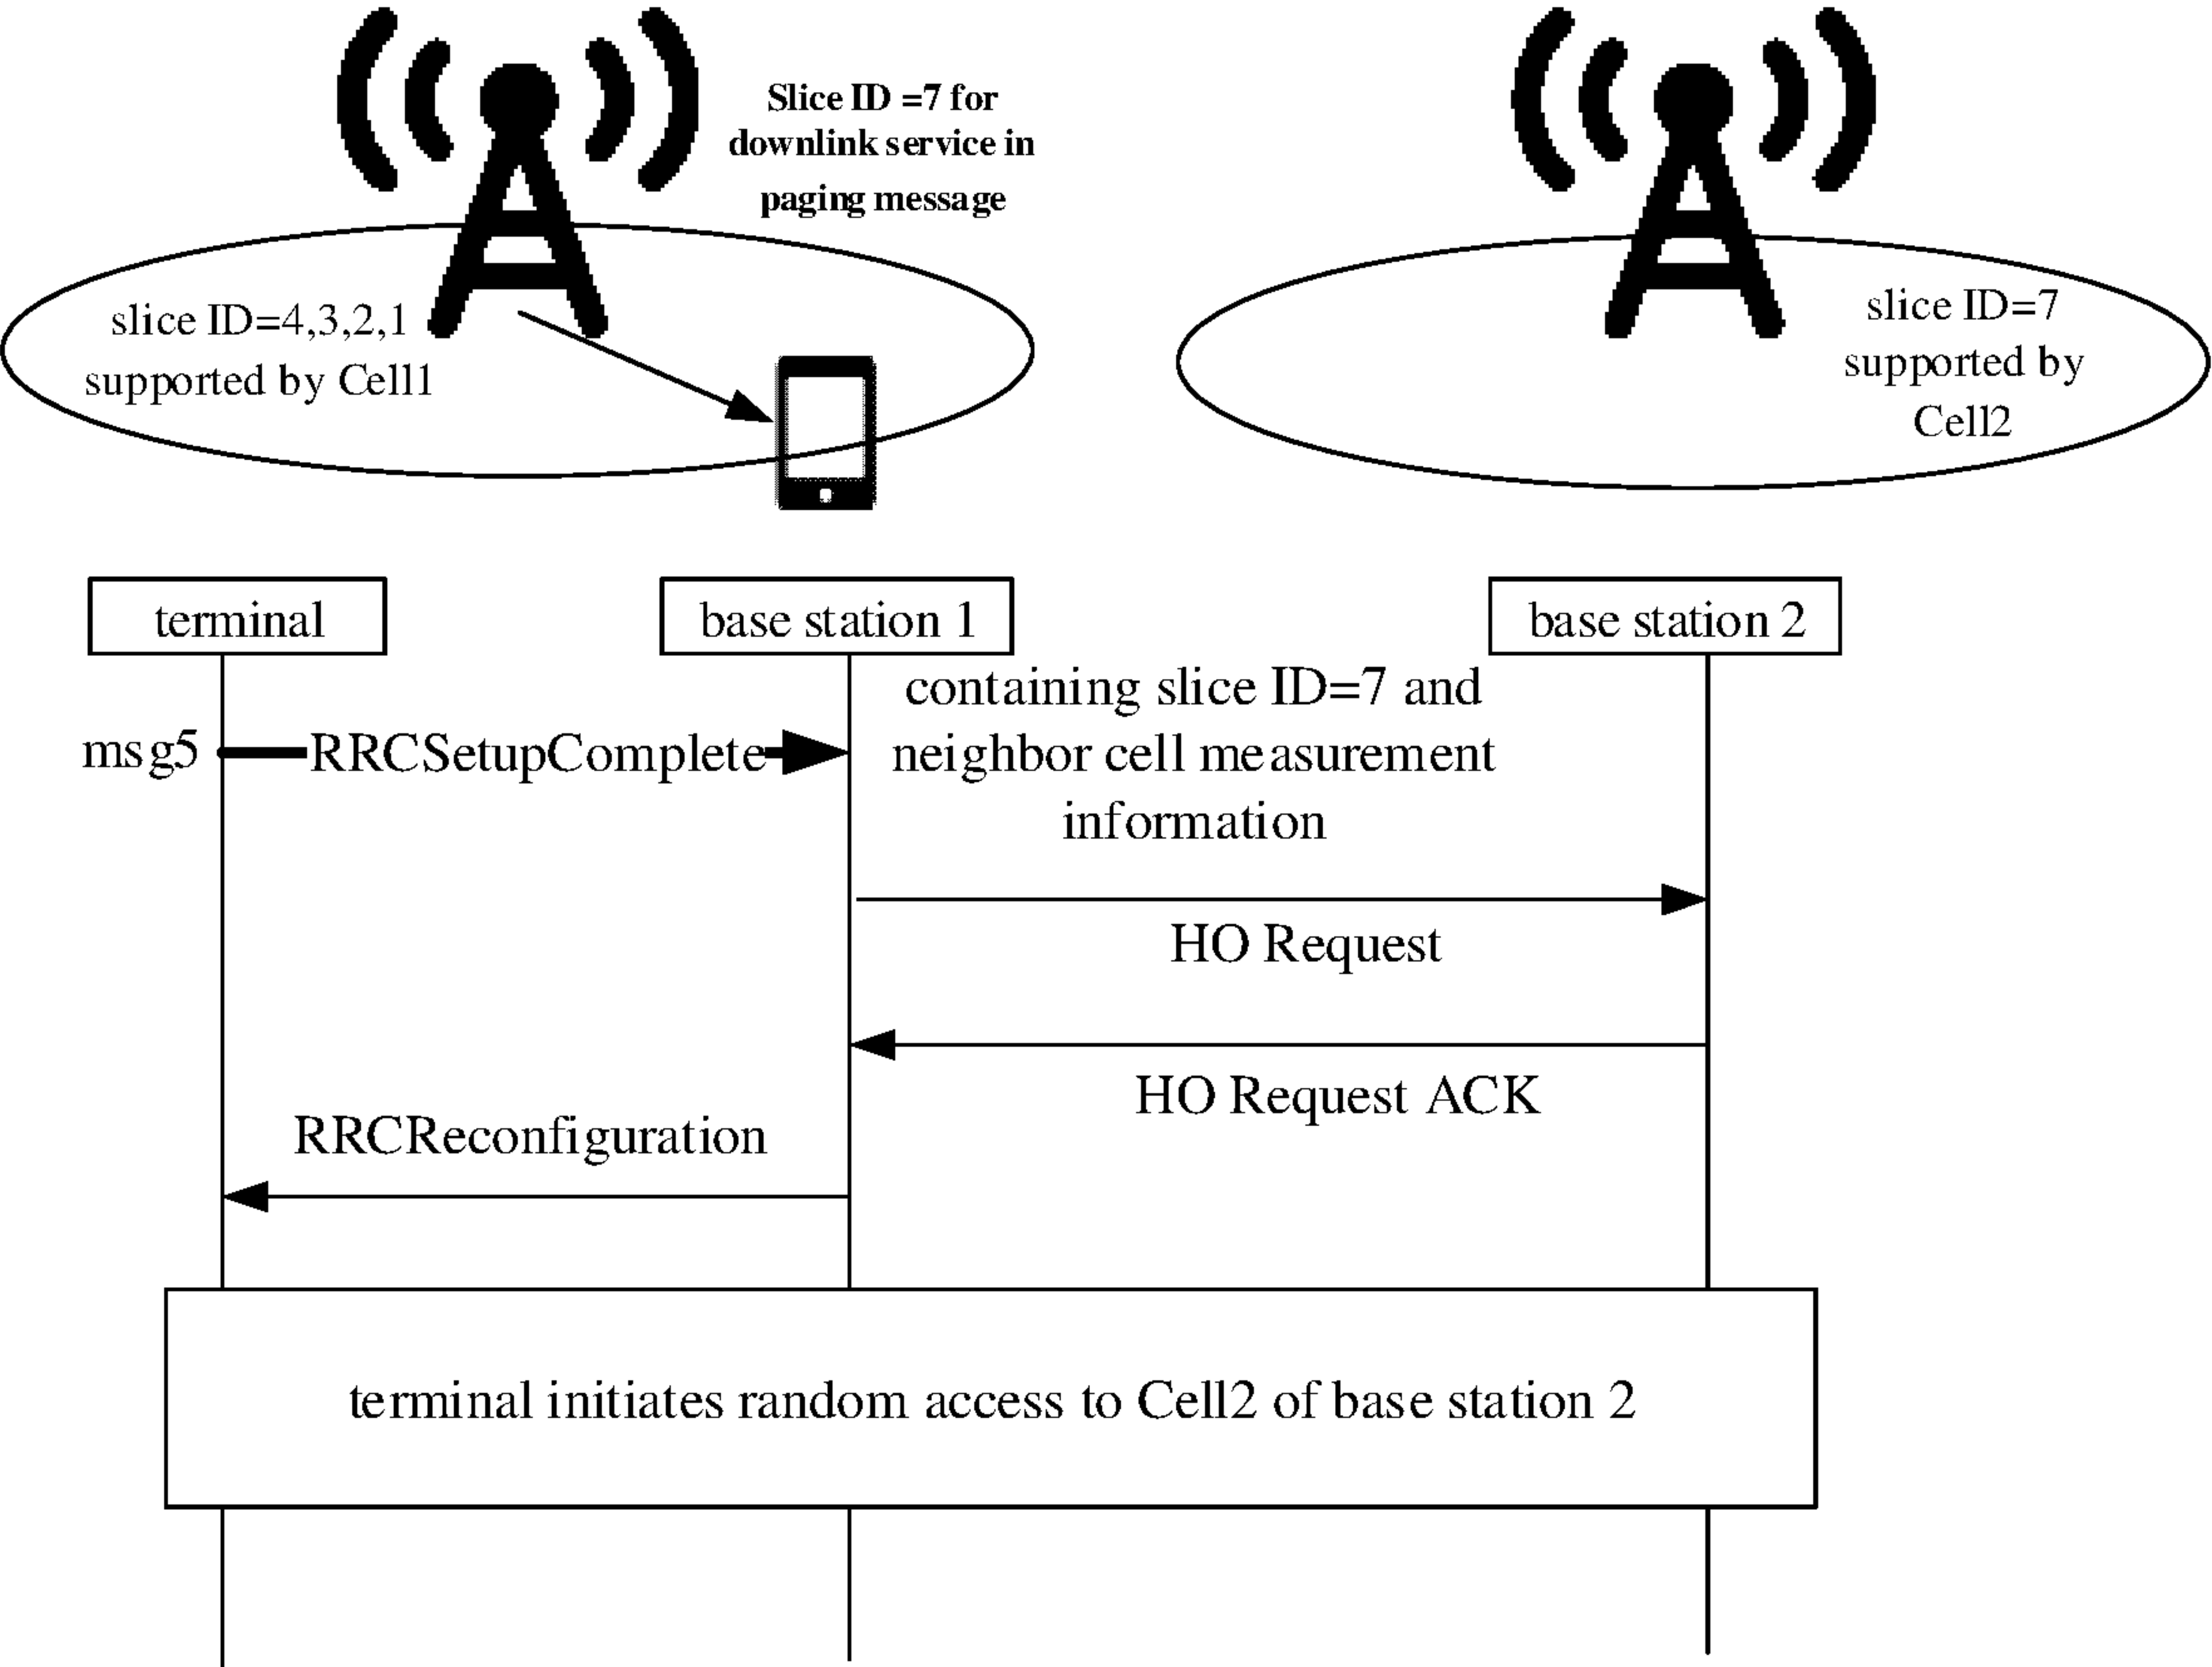 Slice ID =7 for
downlink service in
paging message
slice ID=4,3,2,1
supported by Cell1
slice ID=7
supported by
Cell2
terminal
base station 1
base station 2
containing slice ID=7 and
neighbor cell measurement
information
msg5
RRCSetupComplete
HO Request
HO Request ACK
RRCReconfiguration
terminal initiates random access to Cell2 of base station 2